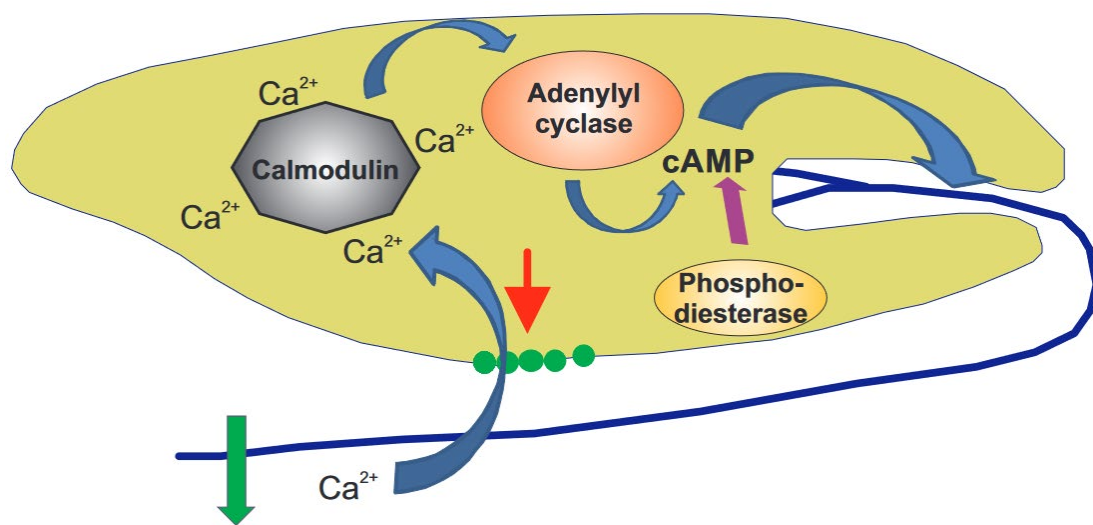 Ca²⁺
Adenylyl
cyclase
Ca²⁺
Calmodulin
cAMP
Ca²⁺
Ca²⁺
Phospho-
diesterase
Ca²⁺